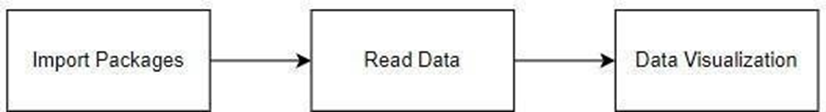 Import Packages
Read Data
Data Visualization